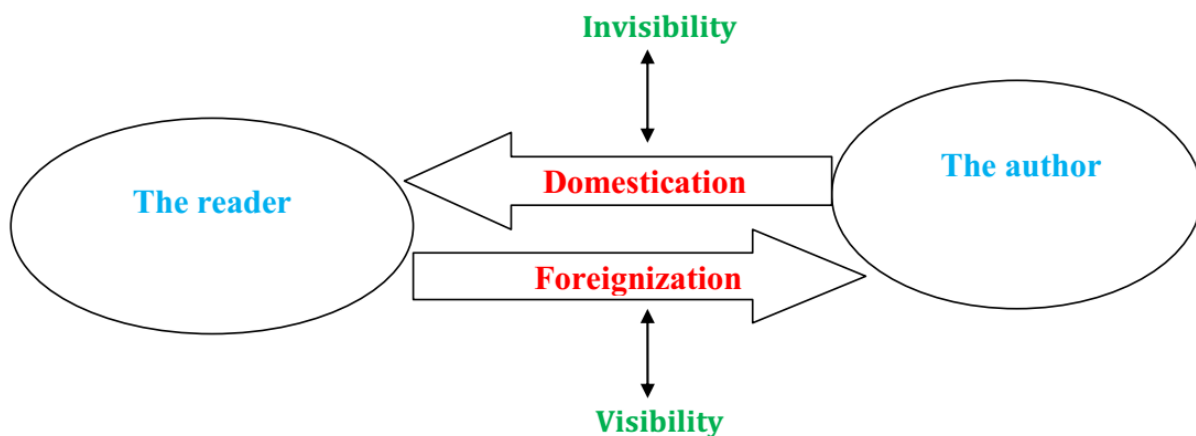 Invisibility
The author
Domestication
The reader
Foreignization
Visibility